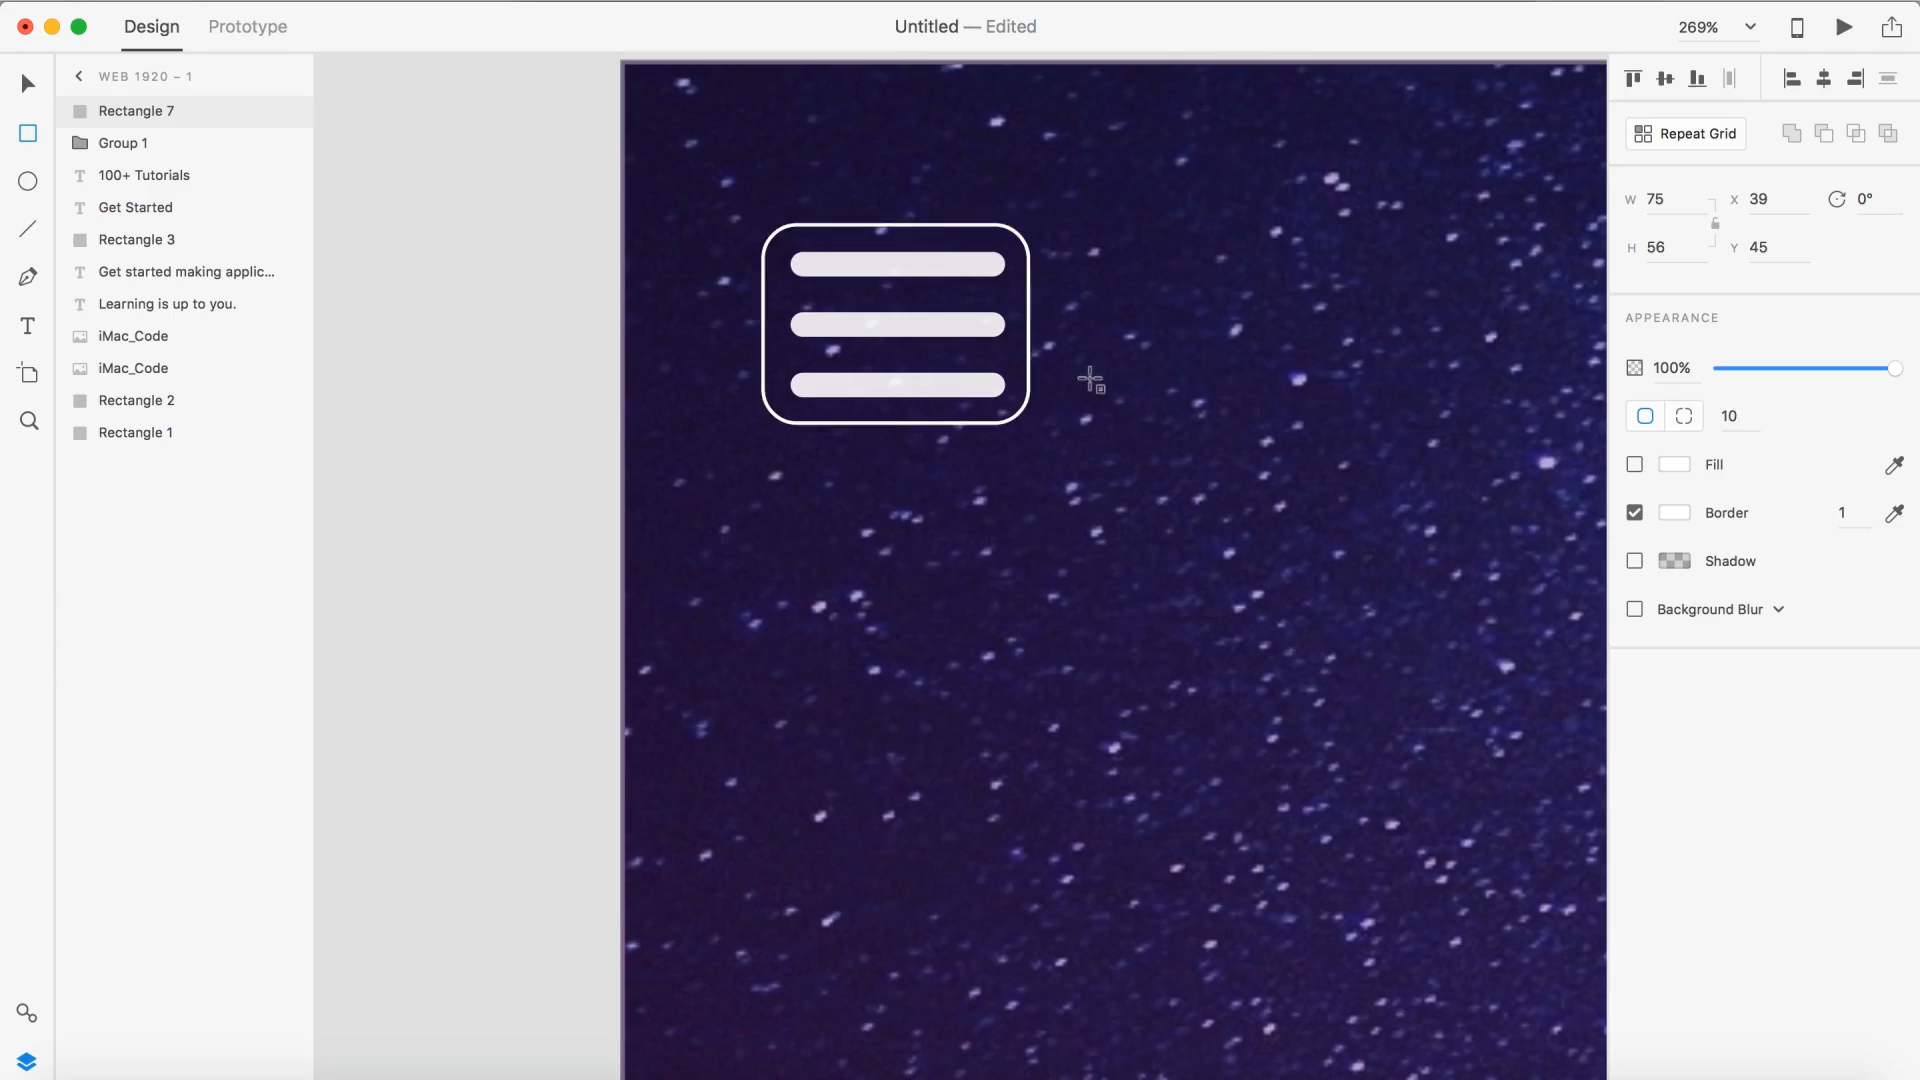 Design
Prototype
Untitled — Edited
269%
WEB 1920 – 1
Rectangle 7
Group 1
100+ Tutorials
Get Started
Rectangle 3
Get started making applic...
Learning is up to you.
iMac_Code
iMac_Code
Rectangle 2
Rectangle 1
T
Repeat Grid
W 75 X 39 0°
H 56 Y 45
APPEARANCE
100%
10
Fill
Border 1
Shadow
Background Blur